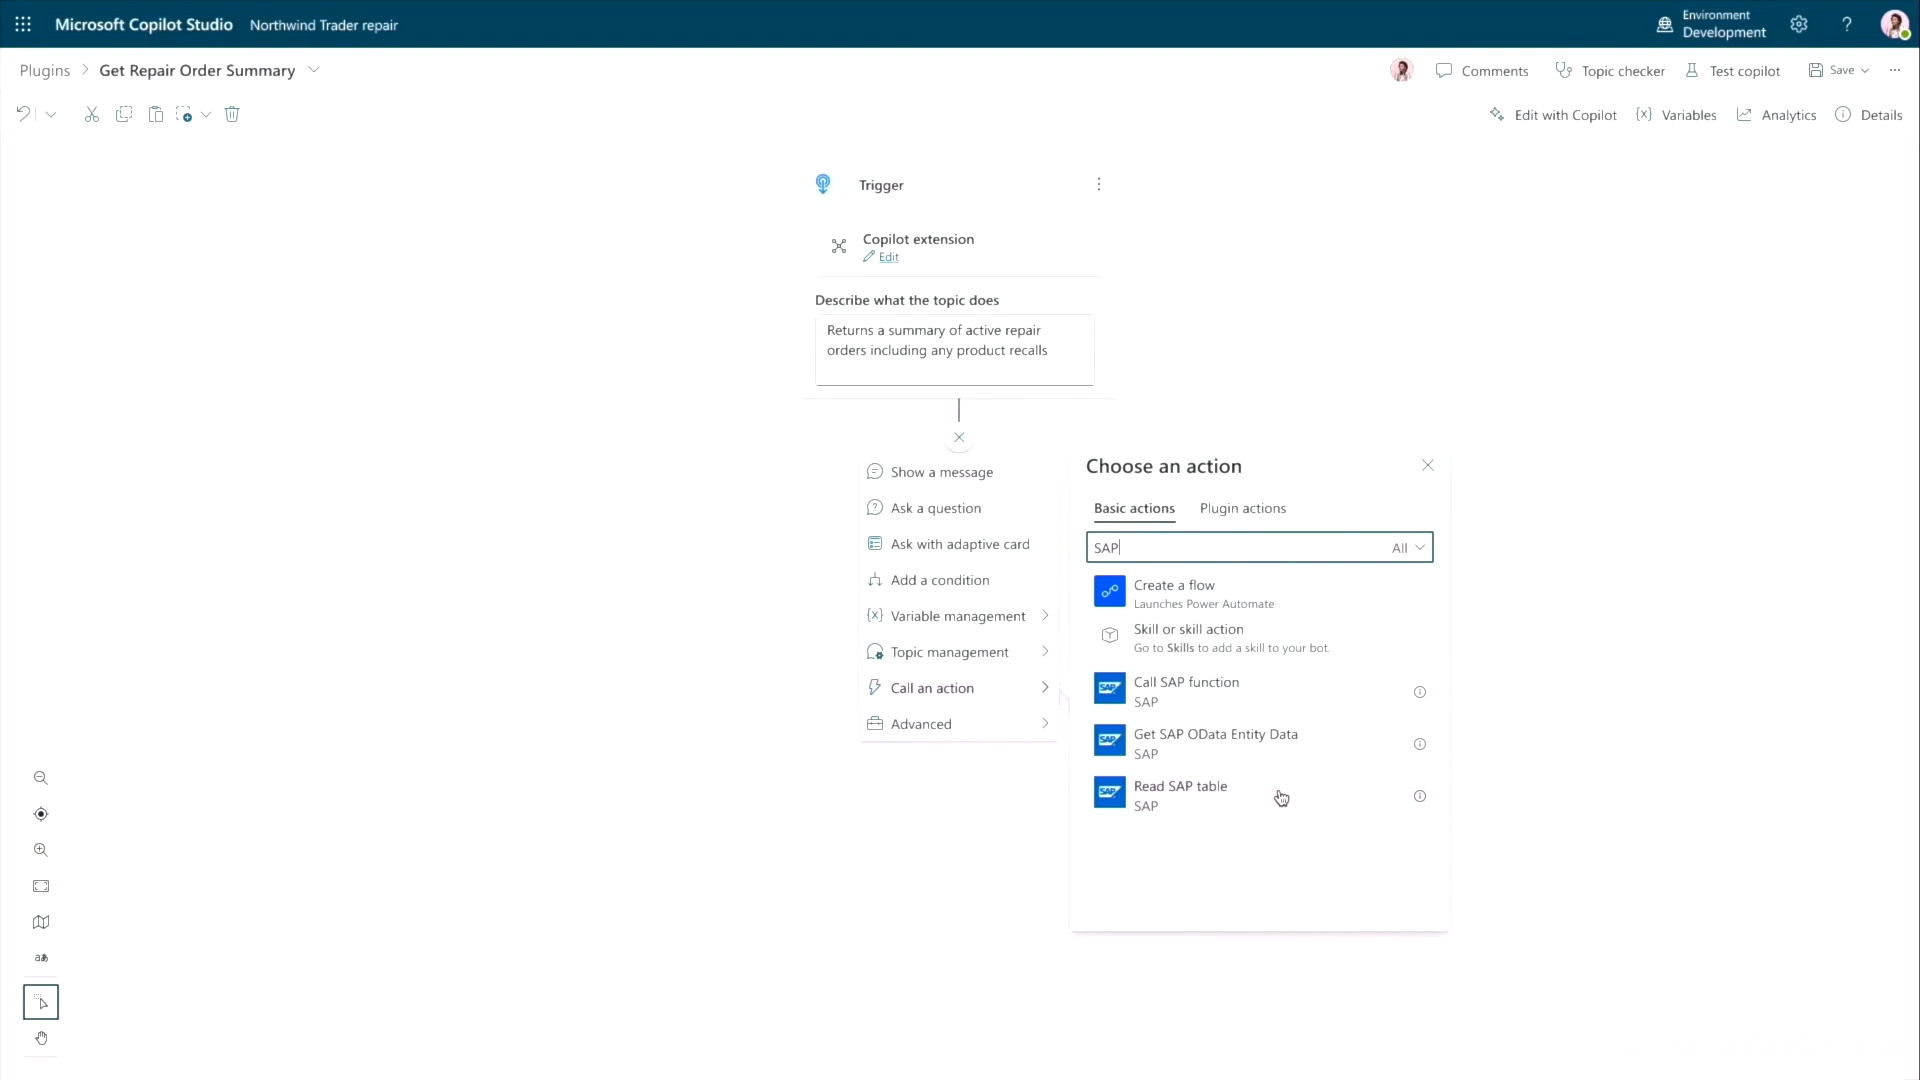 Microsoft Copilot Studio Northwind Trader repair
Environment
Development
Plugins > Get Repair Order Summary
Comments Topic checker Test copilot Save
Edit with Copilot Variables Analytics Details
Trigger
Copilot extension
Edit
Describe what the topic does
Returns a summary of active repair
orders including any product recalls
Show a message
Ask a question
Ask with adaptive card
Add a condition
Variable management
Topic management
Call an action
Advanced
Choose an action
Basic actions Plugin actions
SAP All
Create a flow
Launches Power Automate
Skill or skill action
Go to Skills to add a skill to your bot.
SAP
Call SAP function
SAP
SAP
Get SAP OData Entity Data
SAP
SAP
Read SAP table
SAP